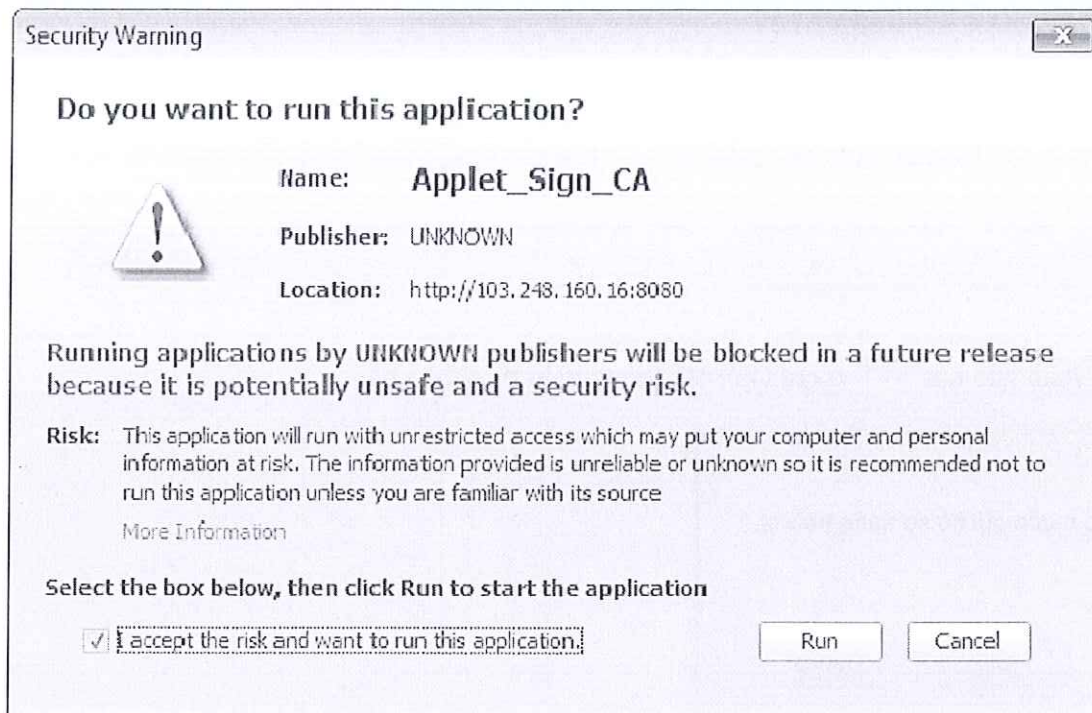 Security Warning
Do you want to run this application?
Name: Applet_Sign_CA
Publisher: UNKNOWN
Location: http://103.248.160.16:8080
Running applications by UNKNOWN publishers will be blocked in a future release
because it is potentially unsafe and a security risk.
Risk: This application will run with unrestricted access which may put your computer and personal
information at risk. The information provided is unreliable or unknown so it is recommended not to
run this application unless you are familiar with its source
More Information
Select the box below, then click Run to start the application
I accept the risk and want to run this application.
Run Cancel